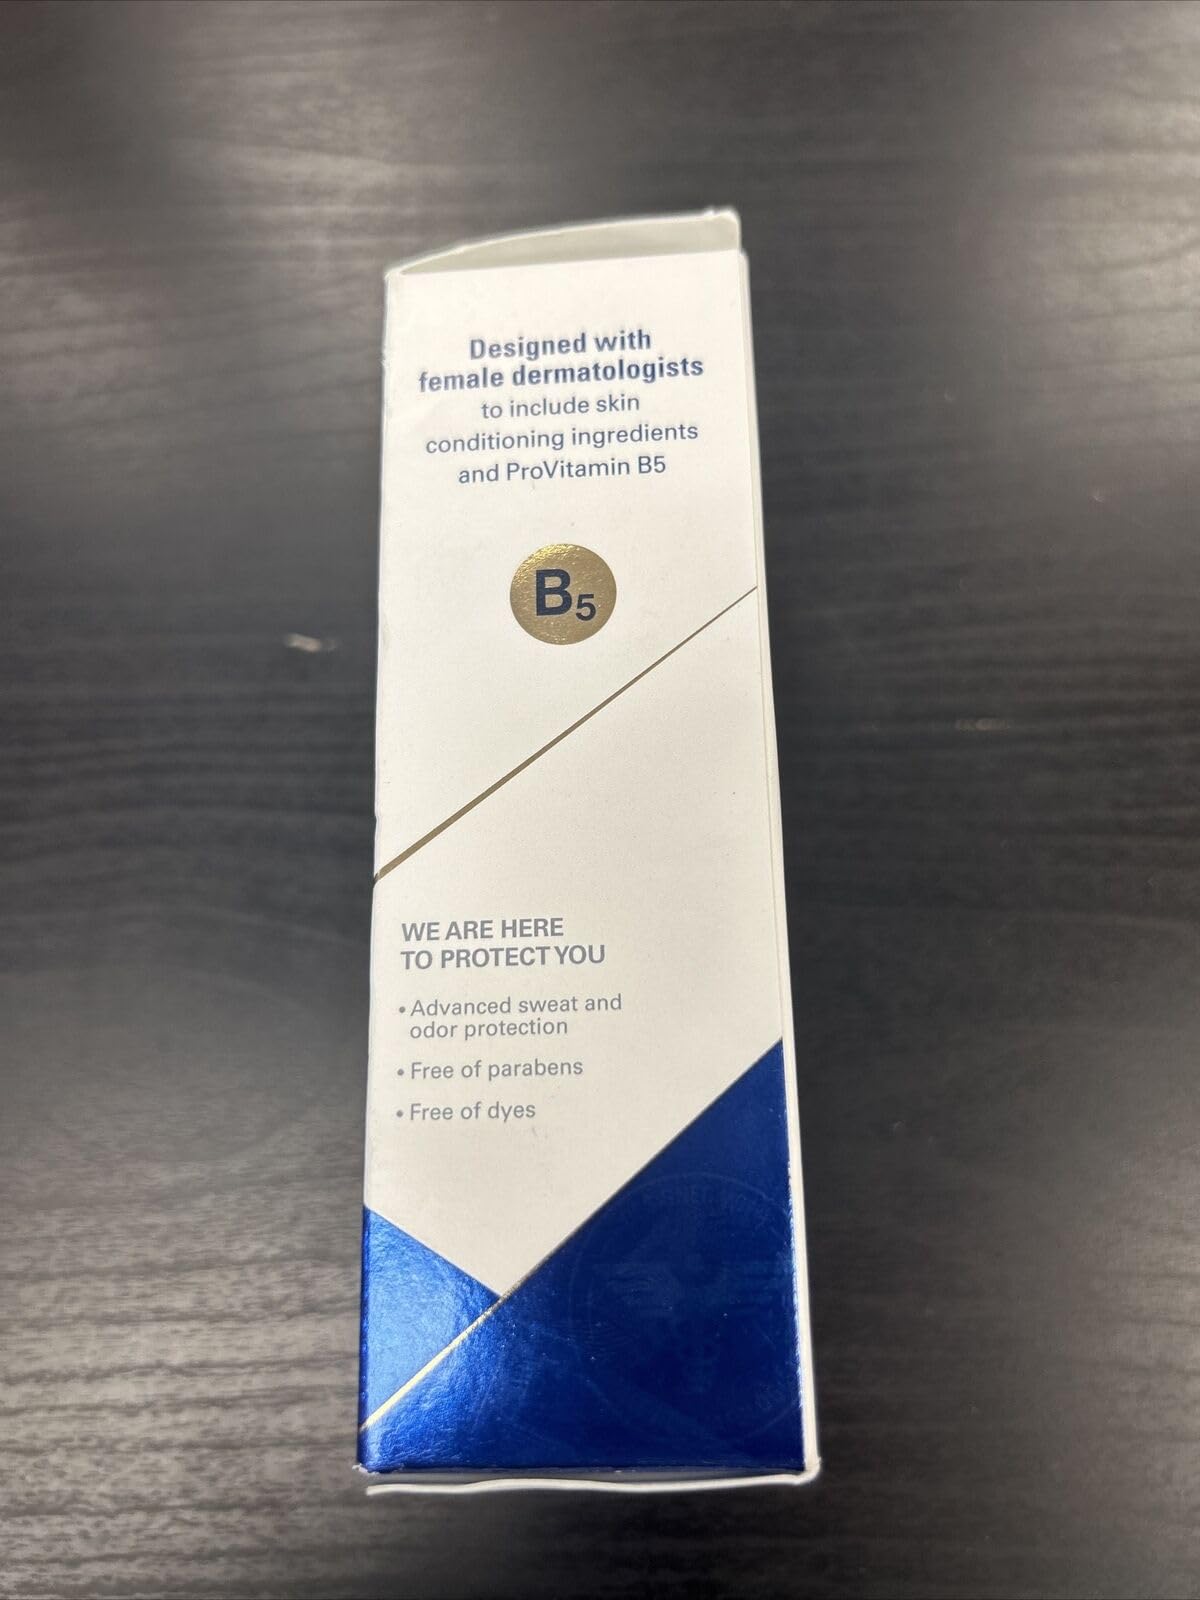 Designed with
female dermatologists
to include skin
conditioning ingredients
and ProVitamin B5
B5
WE ARE HERE
TO PROTECT YOU
• Advanced sweat and
odor protection
• Free of parabens
• Free of dyes